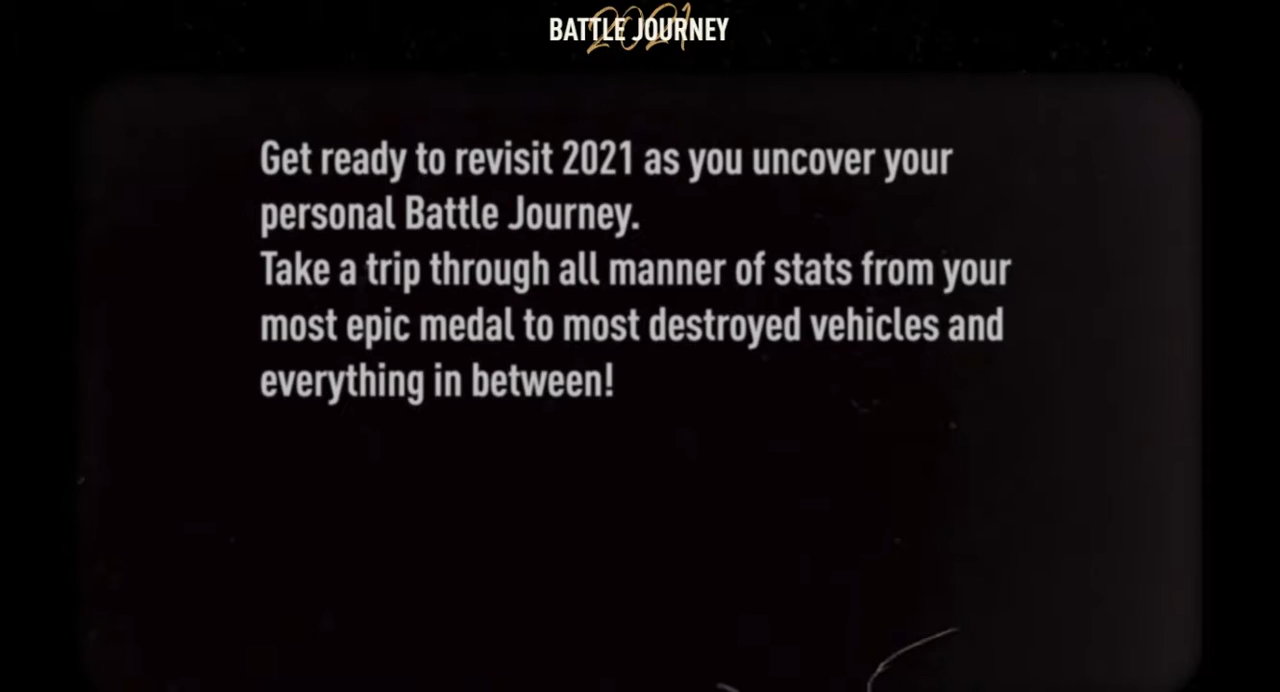 BATTLE JOURNEY
2021
Get ready to revisit 2021 as you uncover your
personal Battle Journey.
Take a trip through all manner of stats from your
most epic medal to most destroyed vehicles and
everything in between!